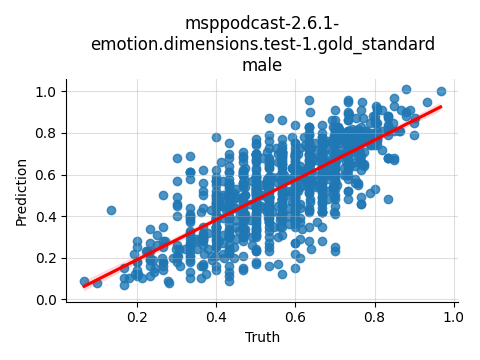 msppodcast-2.6.1-
emotion.dimensions.test-1.gold_standard
male
1.0
0.8
0.6
0.4
0.2
0.0
Prediction
0.2 0.4 0.6 0.8 1.0
Truth